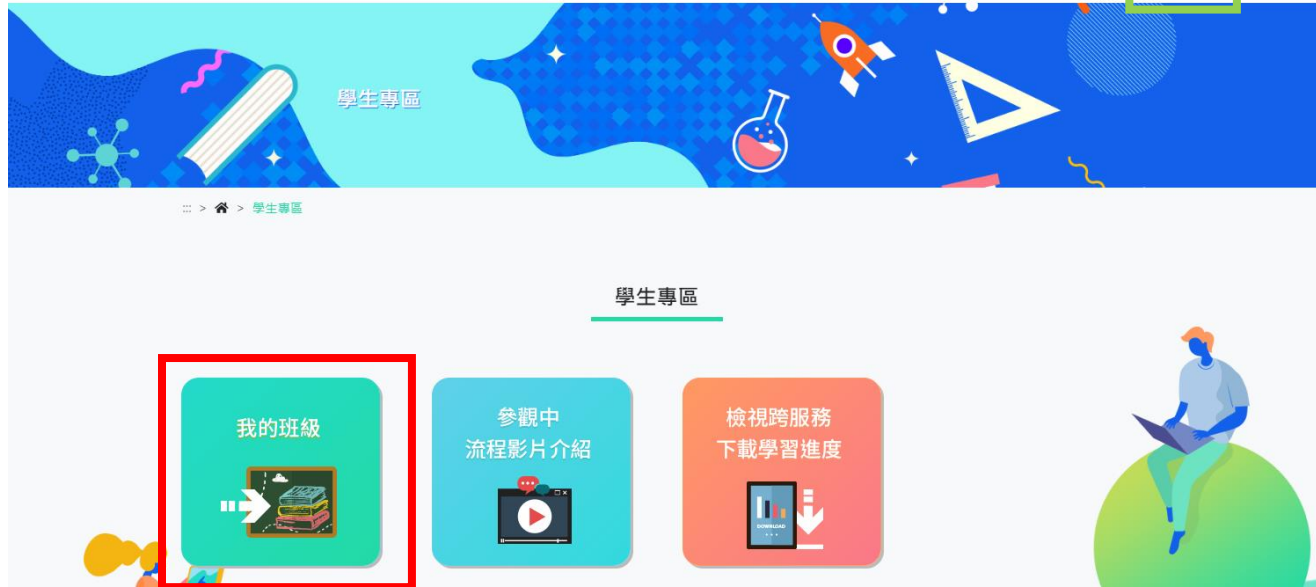 學生專區
::: > > 學生專區
學生專區
我的班級
參觀中
流程影片介紹
檢視跨服務
下載學習進度
DOWNLOAD